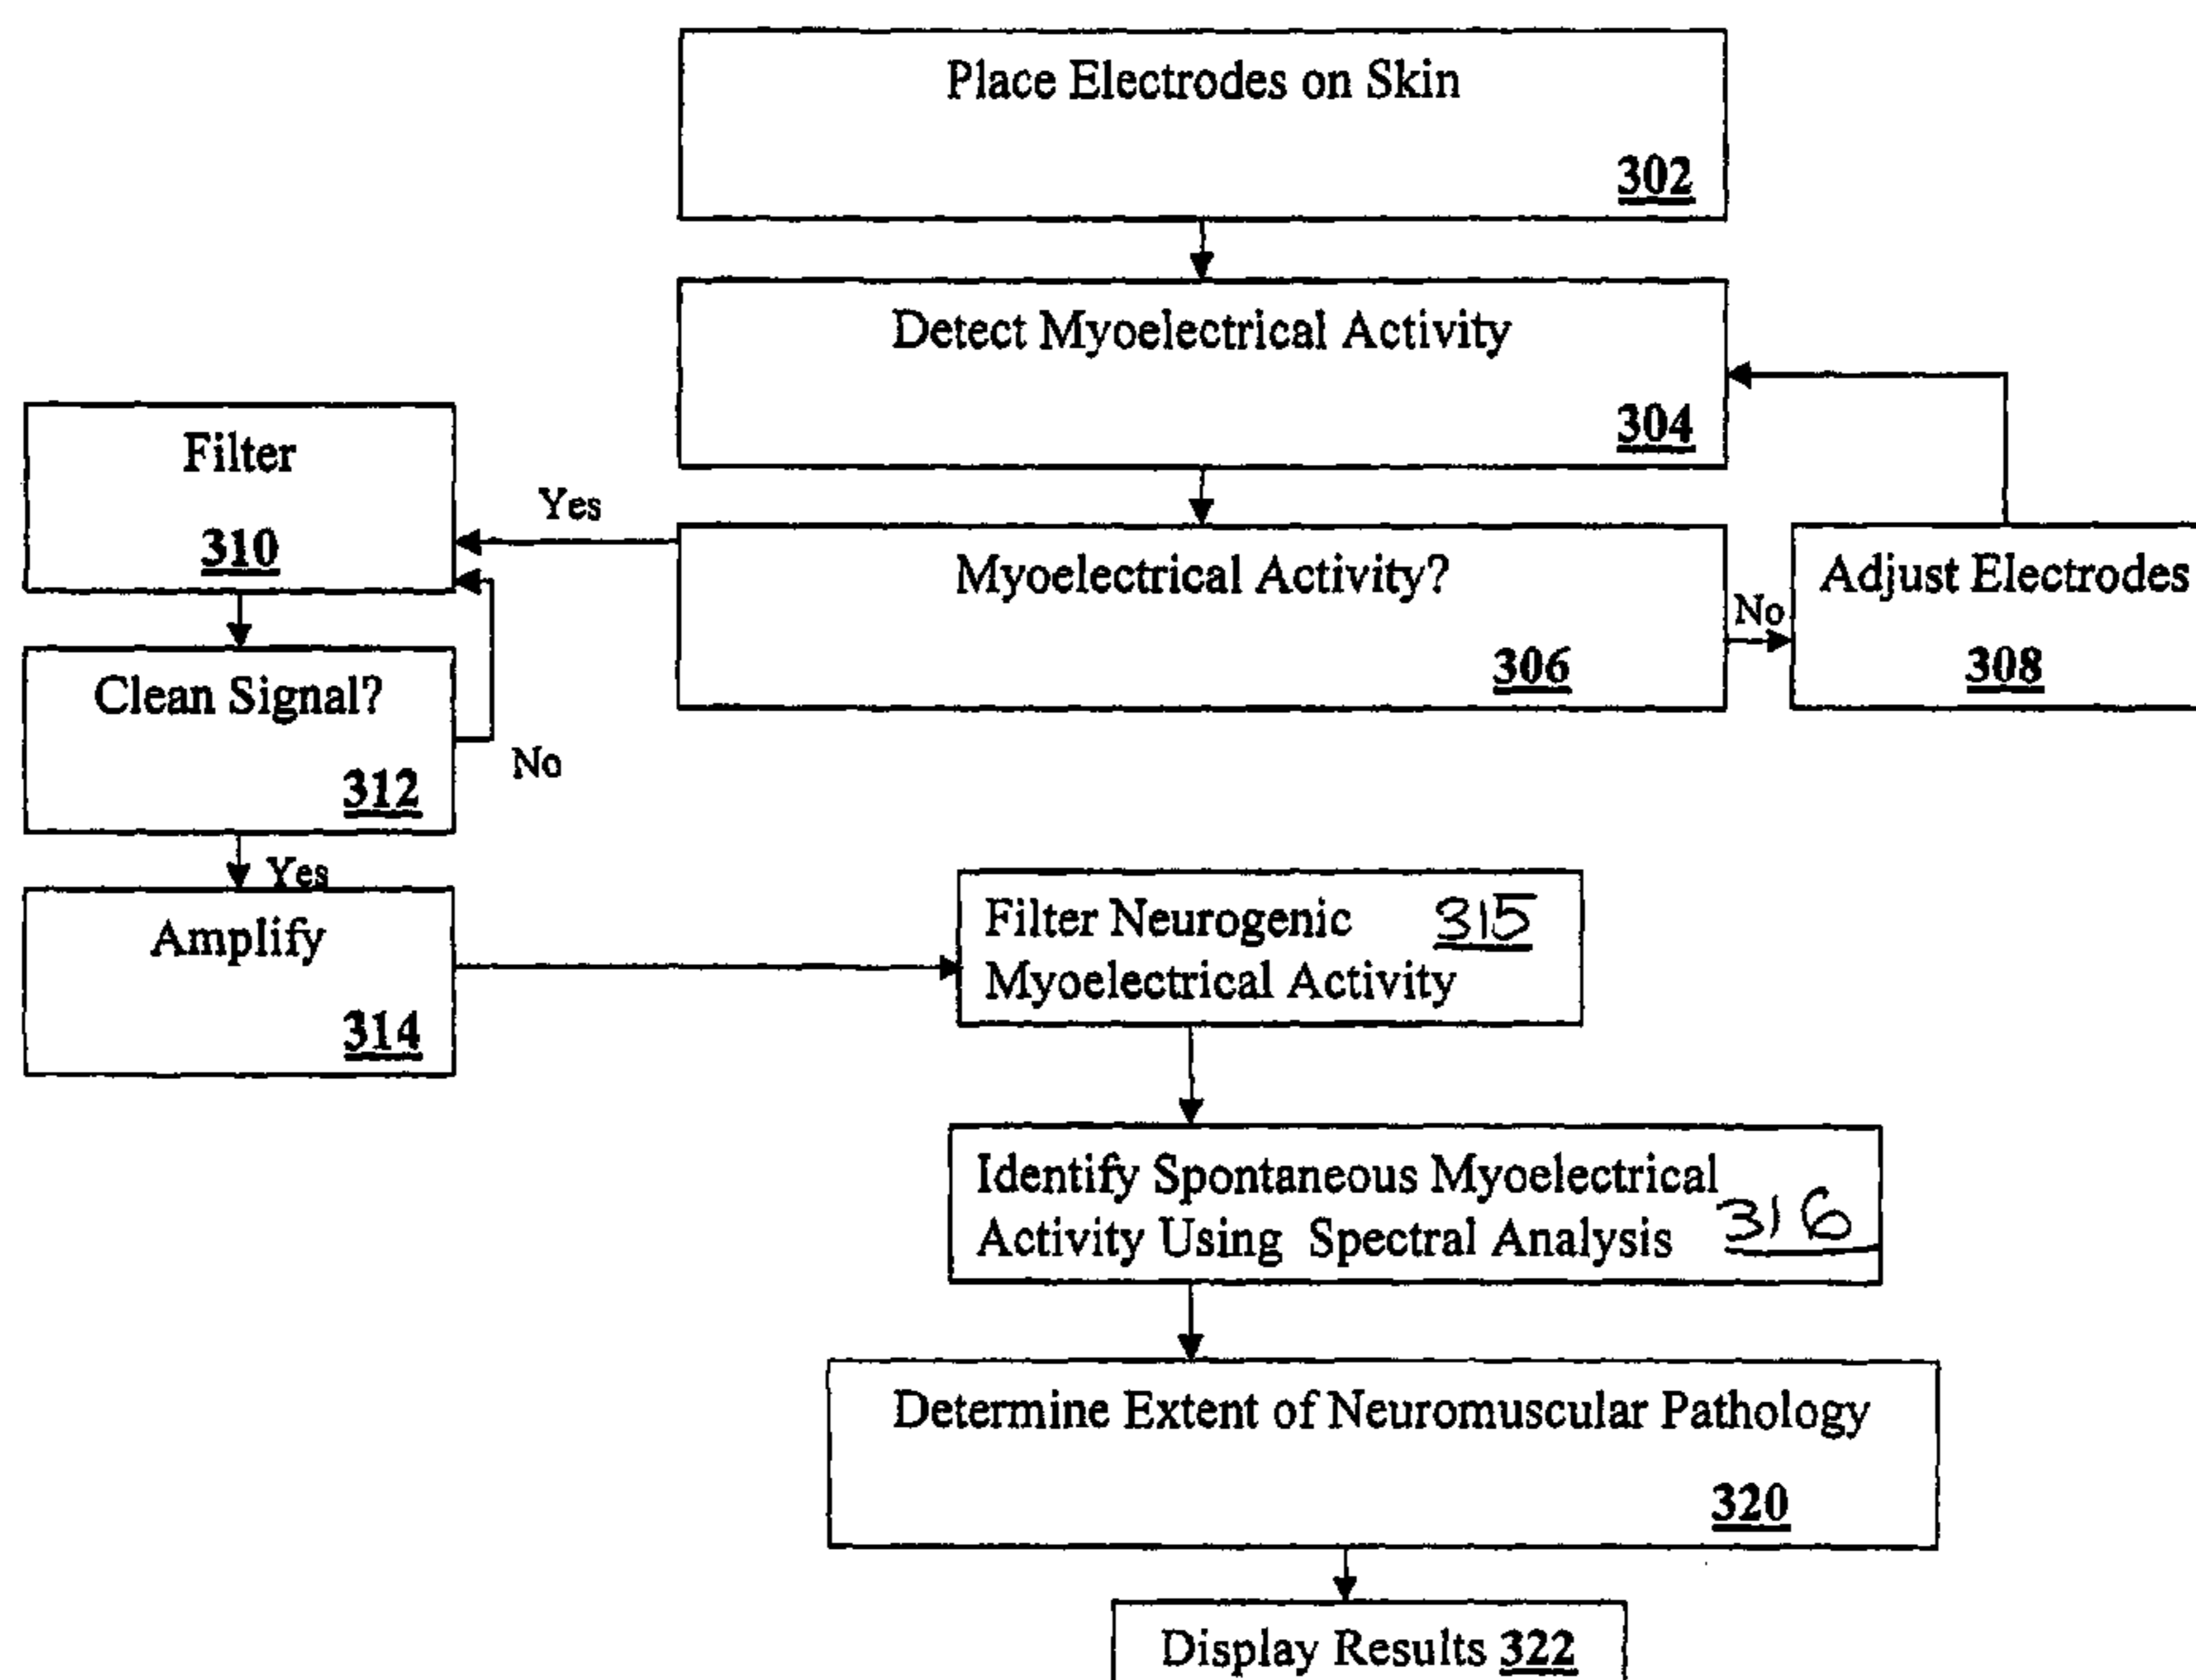 Place Electrodes on Skin
302
Detect Myoelectrical Activity
304
Myoelectrical Activity?
306
No
Adjust Electrodes
308
Yes
Filter
310
Clean Signal?
312
No
Yes
Amplify
314
Filter Neurogenic 315
Myoelectrical Activity
Identify Spontaneous Myoelectrical
Activity Using Spectral Analysis 316
Determine Extent of Neuromuscular Pathology
320
Display Results 322